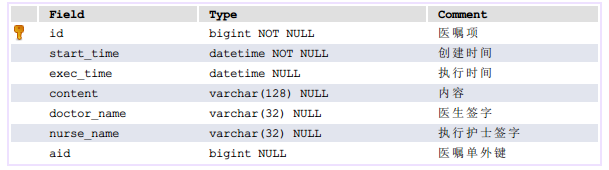 Field Type Comment
id bigint NOT NULL 医嘱项
start_time datetime NOT NULL 创建时间
exec_time datetime NULL 执行时间
content varchar(128) NULL 内容
doctor_name varchar(32) NULL 医生签字
nurse_name varchar(32) NULL 执行护士签字
aid bigint NULL 医嘱单外键